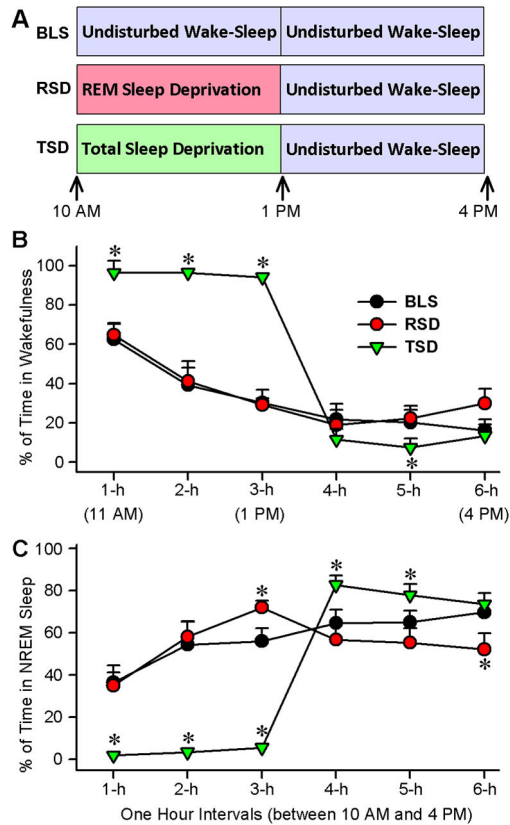 A
BLS Undisturbed Wake-Sleep Undisturbed Wake-Sleep
RSD REM Sleep Deprivation Undisturbed Wake-Sleep
TSD Total Sleep Deprivation Undisturbed Wake-Sleep
10 AM 1 PM 4 PM
B
% of Time in Wakefulness
100
80
60
40
20
0
* * *
BLS
RSD
TSD
*
1-h 2-h 3-h 4-h 5-h 6-h
(11 AM) (1 PM) (4 PM)
C
% of Time in NREM Sleep
100
80
60
40
20
0
* * *
*
* * *
1-h 2-h 3-h 4-h 5-h 6-h
One Hour Intervals (between 10 AM and 4 PM)